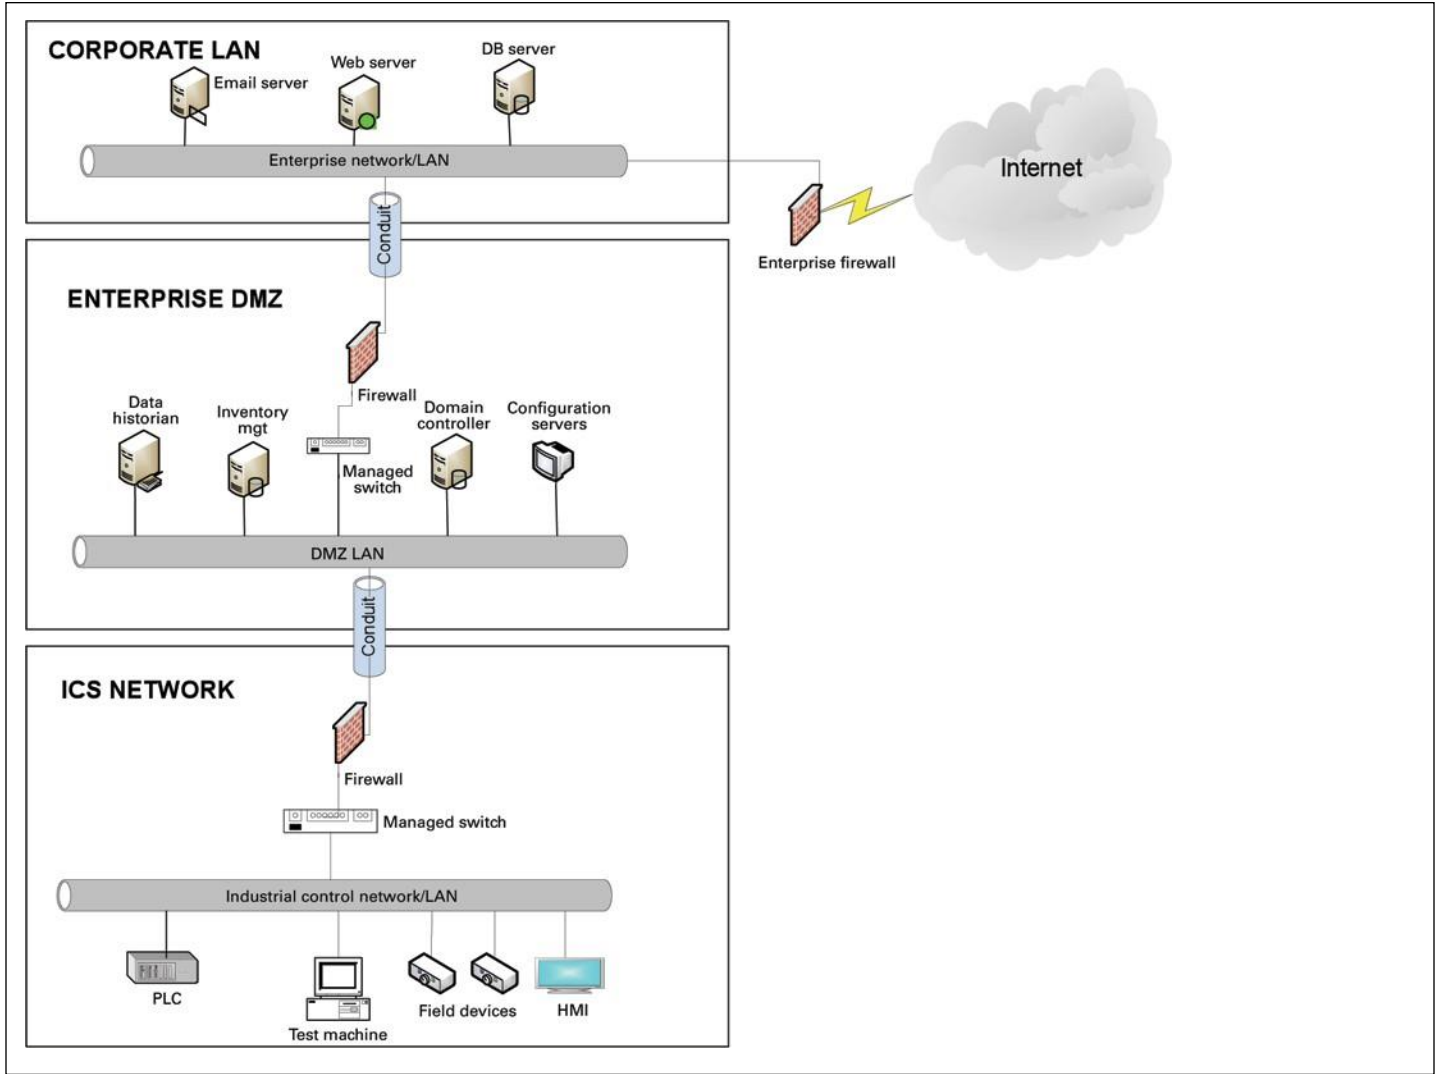 CORPORATE LAN
Email server
Web server
DB server
Enterprise network/LAN
Conduit
Internet
Enterprise firewall
ENTERPRISE DMZ
Firewall
Data
historian
Inventory
mgt
Managed
switch
Domain
controller
Configuration
servers
DMZ LAN
Conduit
ICS NETWORK
Firewall
Managed switch
Industrial control network/LAN
PLC
Test machine
Field devices
HMI